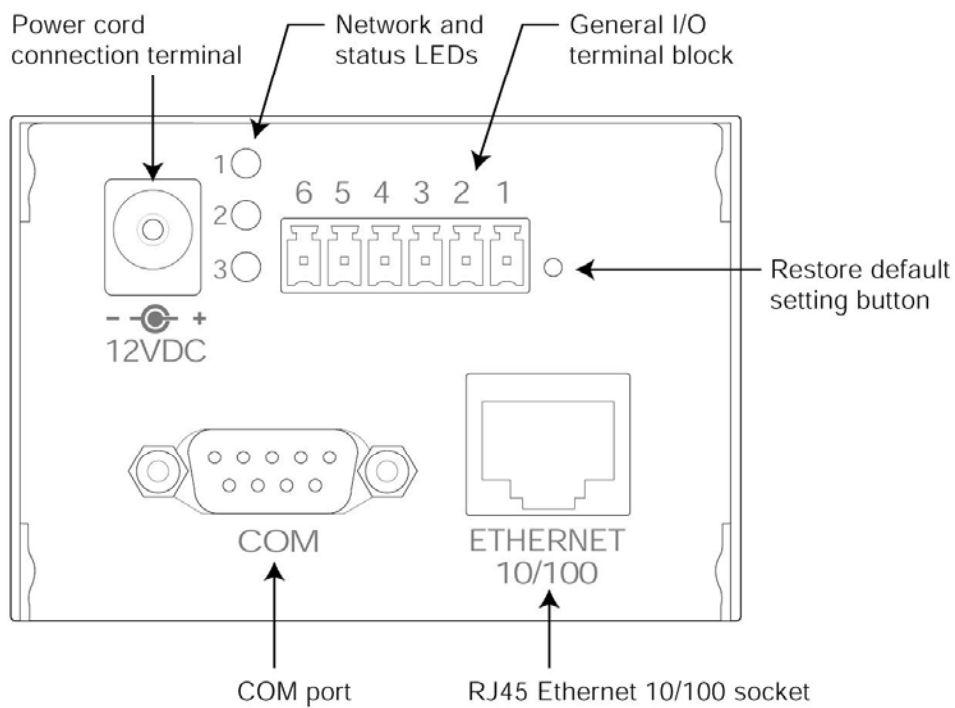 Power cord
connection terminal
Network and
status LEDs
General I/O
terminal block
1
2
3
6 5 4 3 2 1
Restore default
setting button
- +
12VDC
COM
ETHERNET
10/100
COM port
RJ45 Ethernet 10/100 socket